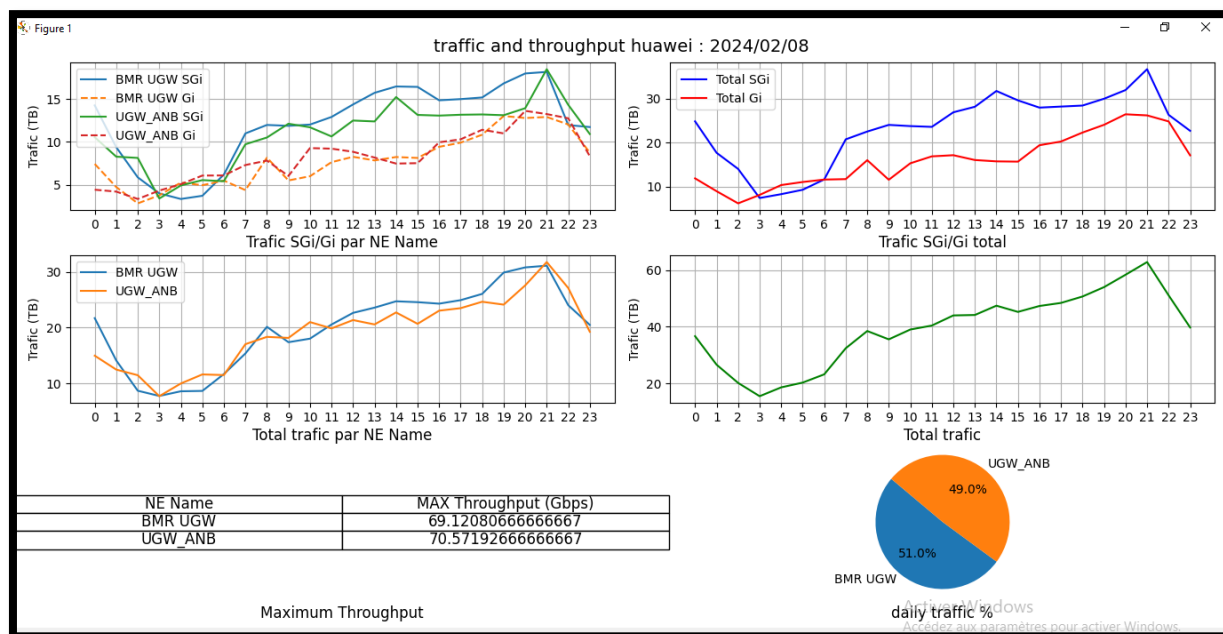 Figure 1
traffic and throughput huawei : 2024/02/08
Trafic (TB)
15
10
5
BMR UGW SGi
BMR UGW Gi
UGW_ANB SGi
UGW_ANB Gi
0 1 2 3 4 5 6 7 8 9 10 11 12 13 14 15 16 17 18 19 20 21 22 23
Trafic SGi/Gi par NE Name
Trafic (TB)
30
20
10
Total SGi
Total Gi
0 1 2 3 4 5 6 7 8 9 10 11 12 13 14 15 16 17 18 19 20 21 22 23
Trafic SGi/Gi total
Trafic (TB)
30
20
10
BMR UGW
UGW_ANB
0 1 2 3 4 5 6 7 8 9 10 11 12 13 14 15 16 17 18 19 20 21 22 23
Total trafic par NE Name
Trafic (TB)
60
40
20
0 1 2 3 4 5 6 7 8 9 10 11 12 13 14 15 16 17 18 19 20 21 22 23
Total trafic
NE Name MAX Throughput (Gbps)
BMR UGW 69.12080666666667
UGW_ANB 70.57192666666667
Maximum Throughput
UGW_ANB
49.0%
51.0%
BMR UGW
daily traffic %
Activer Windows
Accédez aux paramètres pour activer Windows.